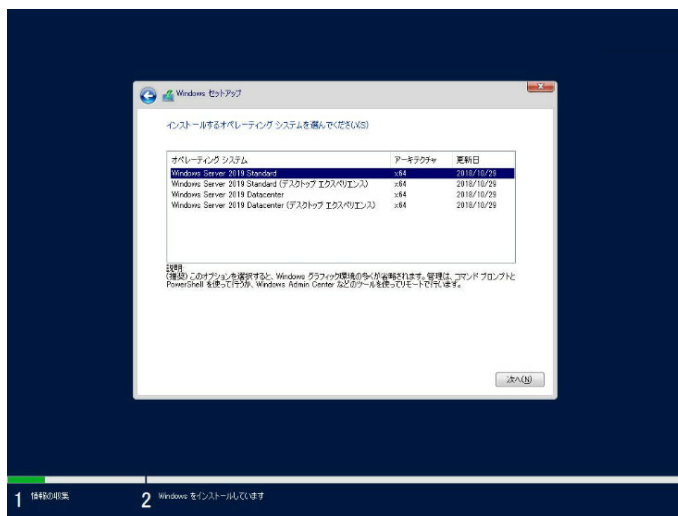 Windows セットアップ
インストールするオペレーティング システムを選んでください(S)
オペレーティング システム アーキテクチャ 更新日
Windows Server 2019 Standard x64 2018/10/29
Windows Server 2019 Standard (デスクトップ エクスペリエンス) x64 2018/10/29
Windows Server 2019 Datacenter x64 2018/10/29
Windows Server 2019 Datacenter (デスクトップ エクスペリエンス) x64 2018/10/29
説明:
(推奨) このオプションを選択すると、Windows グラフィック環境の多くが省略されます。管理は、コマンド プロンプトと
PowerShell を使って行うか、Windows Admin Center などのツールを使ってリモートで行います。
次へ(N)
1 情報の収集 2 Windows をインストールしています